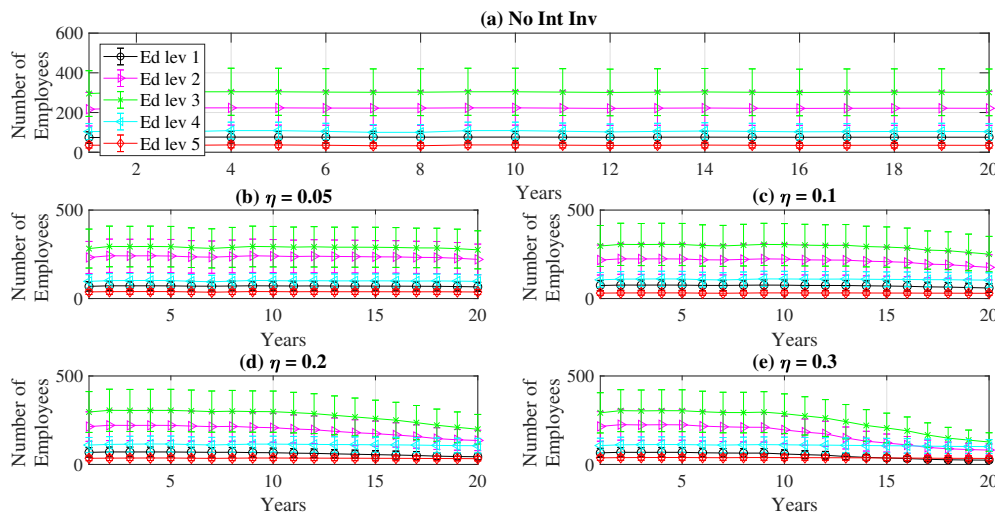 (a) No Int Inv
600
400
200
0
Number of
Employees
Ed lev 1
Ed lev 2
Ed lev 3
Ed lev 4
Ed lev 5
2 4 6 8 10 12 14 16 18 20
Years
(b) η = 0.05
500
0
Number of
Employees
5 10 15 20
Years
(c) η = 0.1
500
0
Number of
Employees
5 10 15 20
Years
(d) η = 0.2
500
0
Number of
Employees
5 10 15 20
Years
(e) η = 0.3
500
0
Number of
Employees
5 10 15 20
Years